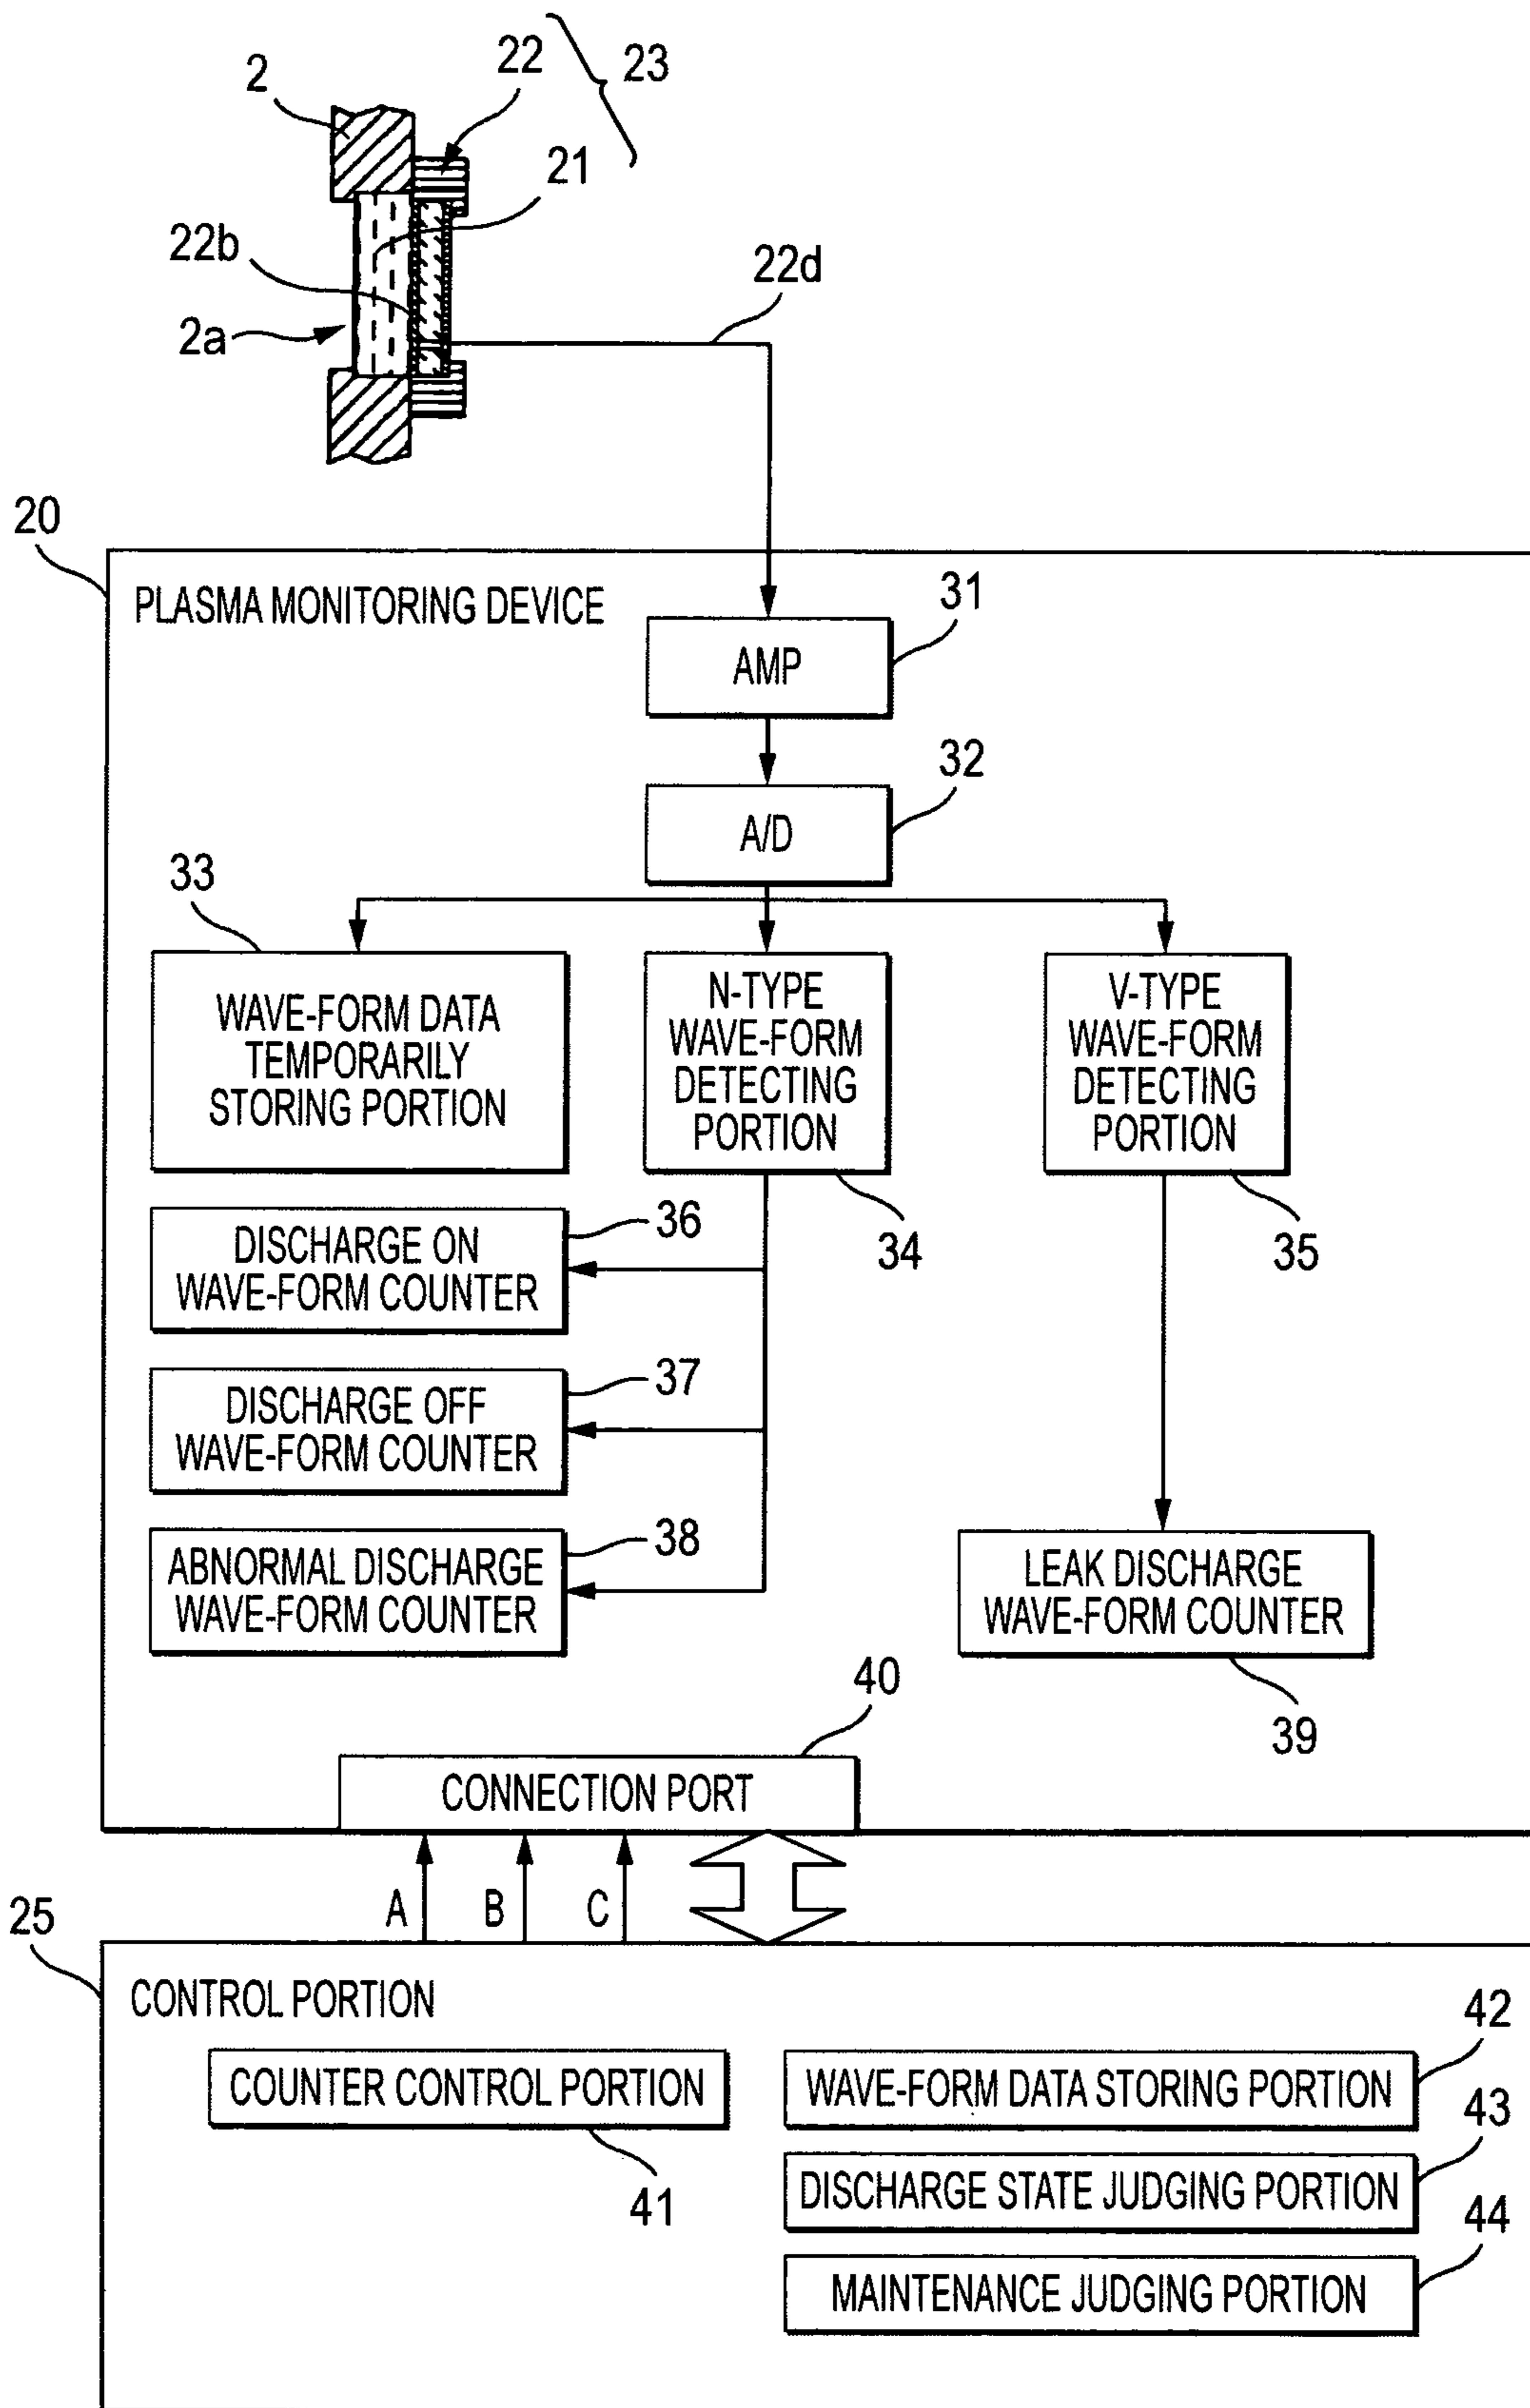 22
23
2
21
22b
22d
2a
20
PLASMA MONITORING DEVICE
31
AMP
32
A/D
33
WAVE-FORM DATA
TEMPORARILY
STORING PORTION
N-TYPE
WAVE-FORM
DETECTING
PORTION
V-TYPE
WAVE-FORM
DETECTING
PORTION
34
35
36
DISCHARGE ON
WAVE-FORM COUNTER
37
DISCHARGE OFF
WAVE-FORM COUNTER
38
ABNORMAL DISCHARGE
WAVE-FORM COUNTER
LEAK DISCHARGE
WAVE-FORM COUNTER
39
40
CONNECTION PORT
A
B
C
25
CONTROL PORTION
COUNTER CONTROL PORTION
41
42
WAVE-FORM DATA STORING PORTION
43
DISCHARGE STATE JUDGING PORTION
44
MAINTENANCE JUDGING PORTION